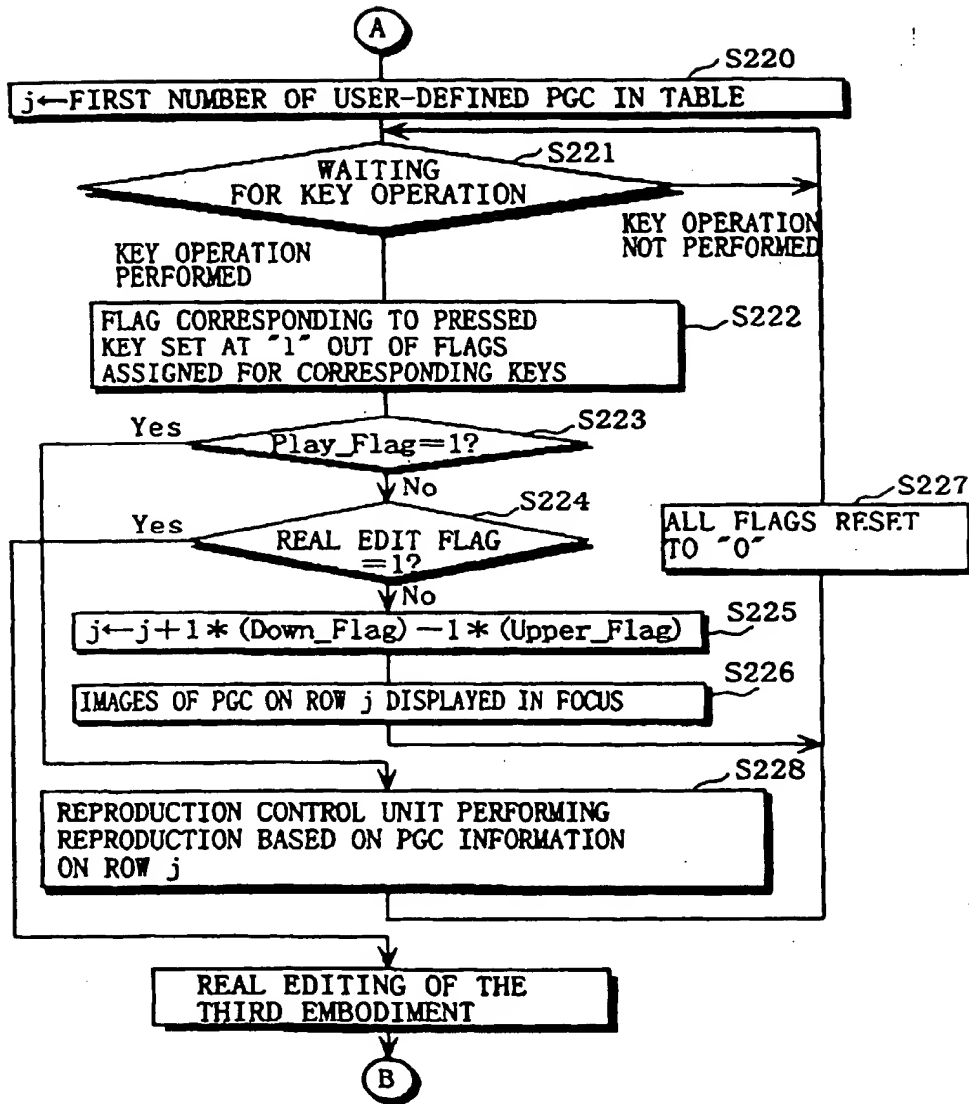 A
S220
j←FIRST NUMBER OF USER-DEFINED PGC IN TABLE
S221
WAITING
FOR KEY OPERATION
KEY OPERATION
NOT PERFORMED
KEY OPERATION
PERFORMED
S222
FLAG CORRESPONDING TO PRESSED
KEY SET AT "1" OUT OF FLAGS
ASSIGNED FOR CORRESPONDING KEYS
S223
Yes
Play_Flag=1?
No
S224
Yes
REAL EDIT FLAG
=1?
No
S227
ALL FLAGS RESET
TO "0"
S225
j←j+1*(Down_Flag)-1*(Upper_Flag)
S226
IMAGES OF PGC ON ROW j DISPLAYED IN FOCUS
S228
REPRODUCTION CONTROL UNIT PERFORMING
REPRODUCTION BASED ON PGC INFORMATION
ON ROW j
REAL EDITING OF THE
THIRD EMBODIMENT
B